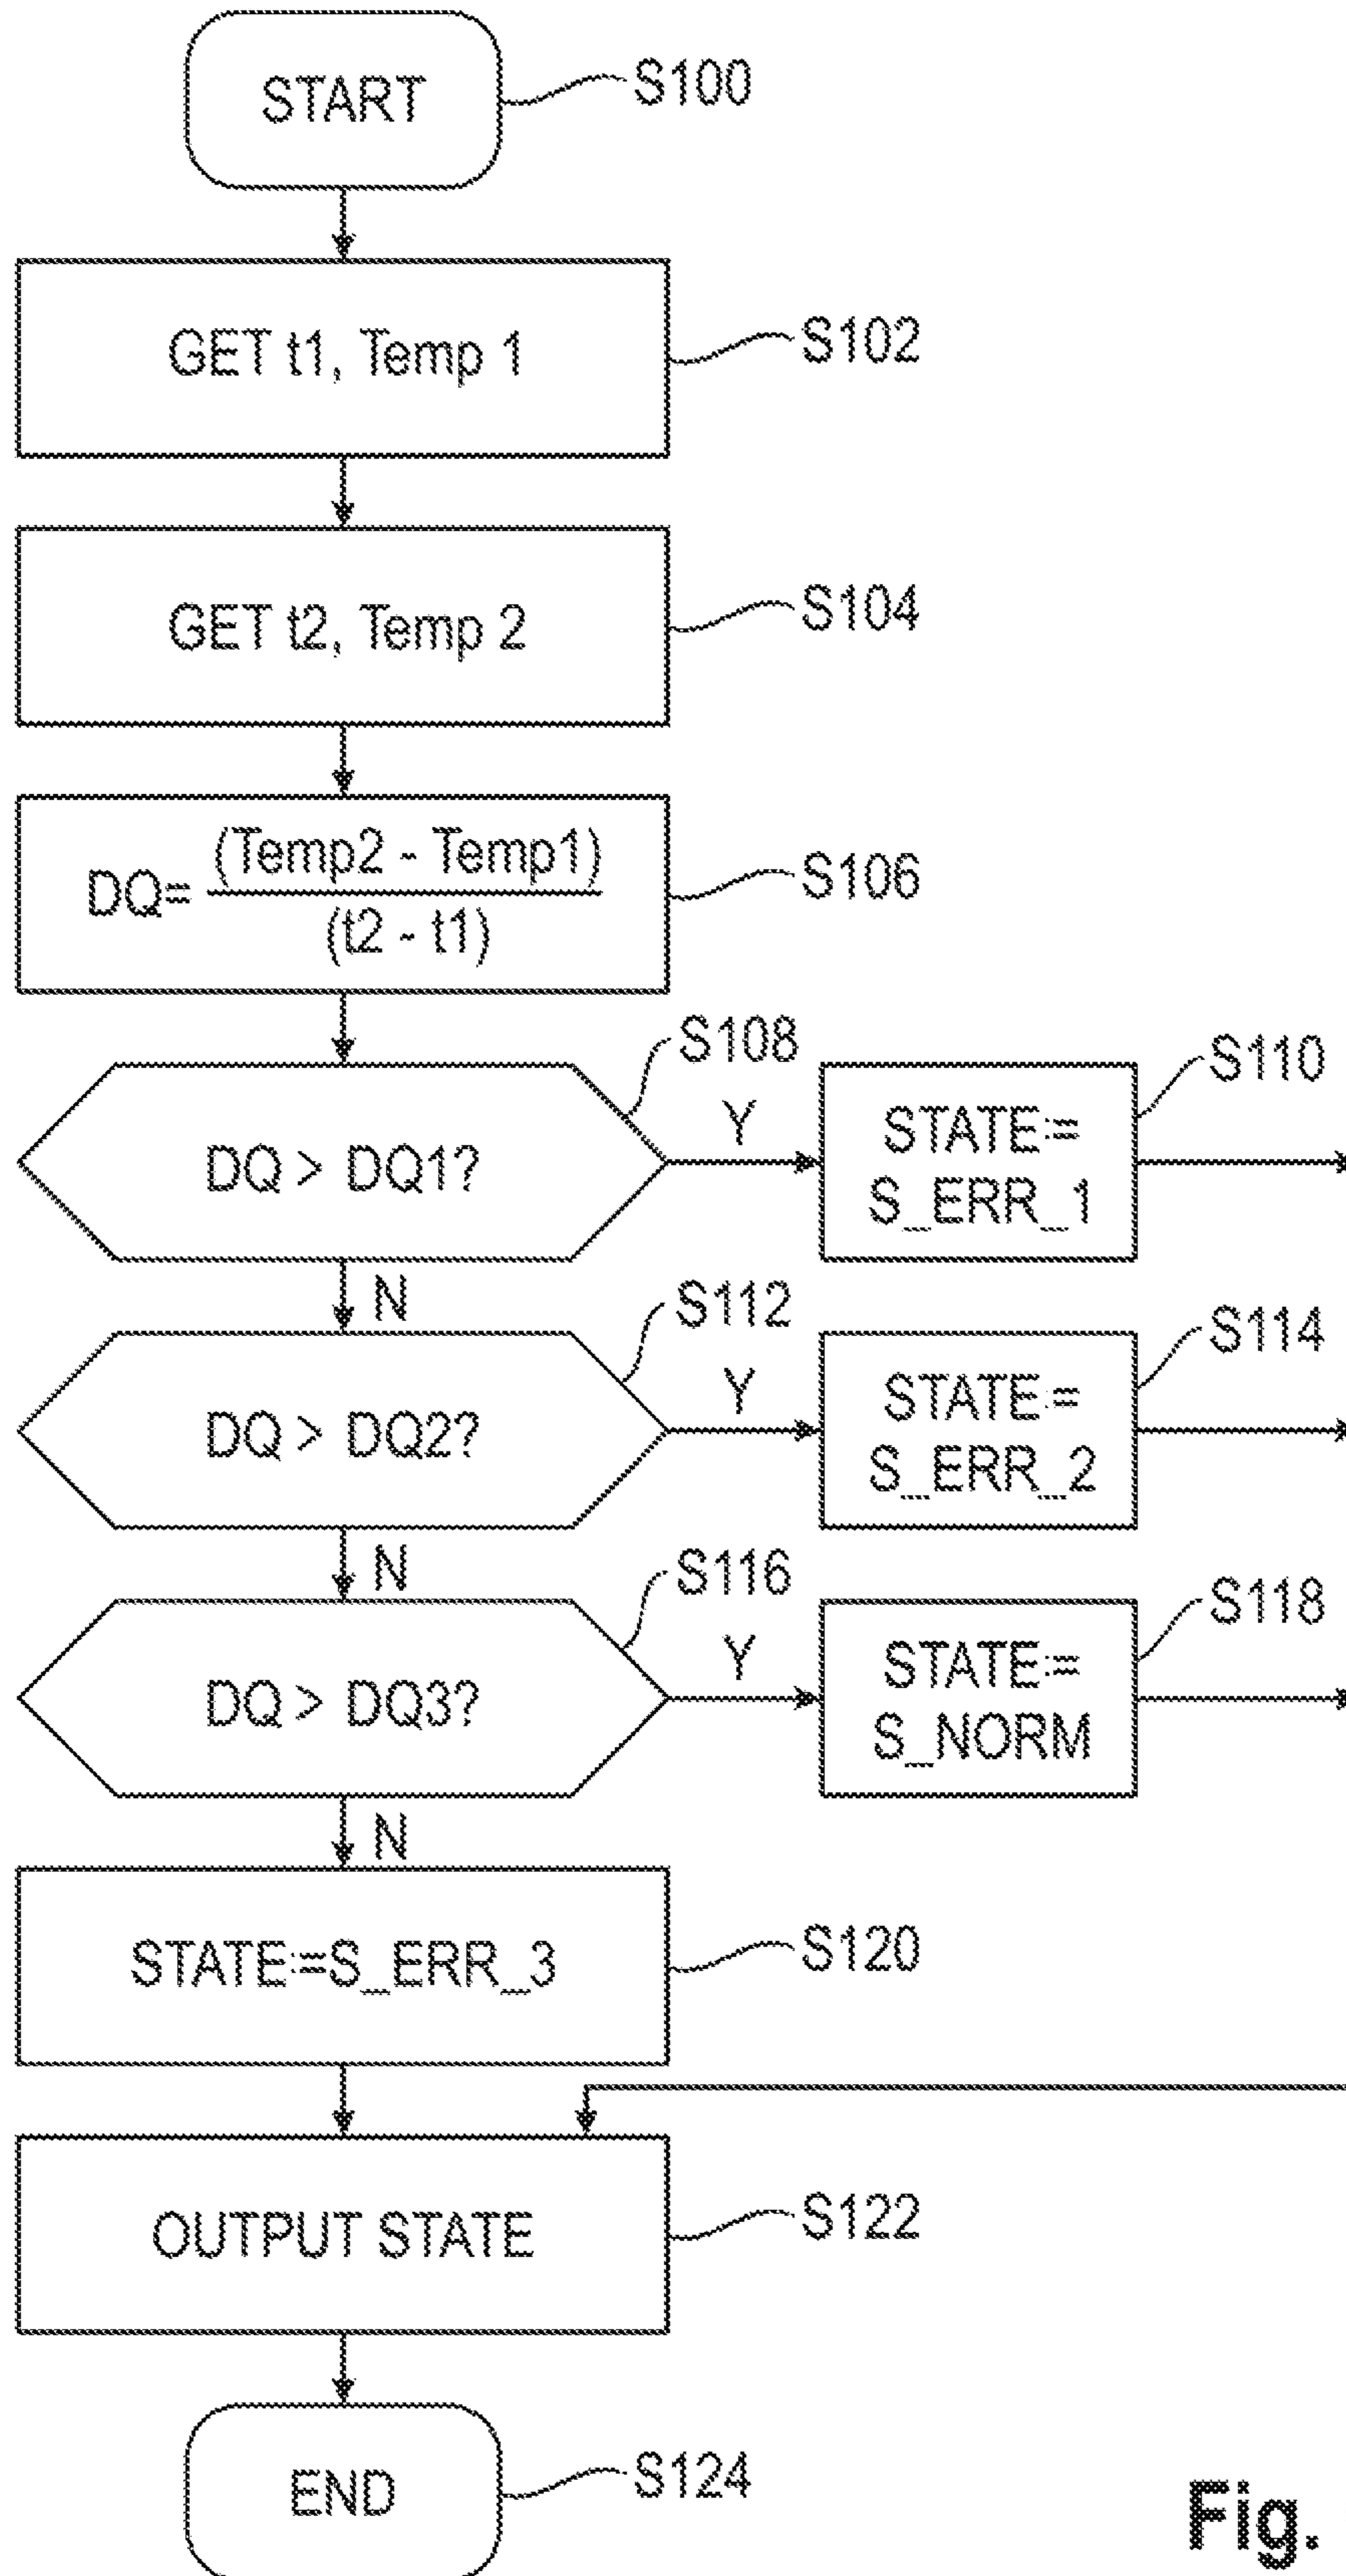 START
S100
GET t1, Temp 1
S102
GET t2, Temp 2
S104
DQ= (Temp2 - Temp1)
(t2 - t1)
S106
DQ > DQ1?
S108
Y
STATE:=
S_ERR_1
S110
N
DQ > DQ2?
S112
Y
STATE:=
S_ERR_2
S114
N
DQ > DQ3?
S116
Y
STATE:=
S_NORM
S118
N
STATE:=S_ERR_3
S120
OUTPUT STATE
S122
END
S124
Fig.